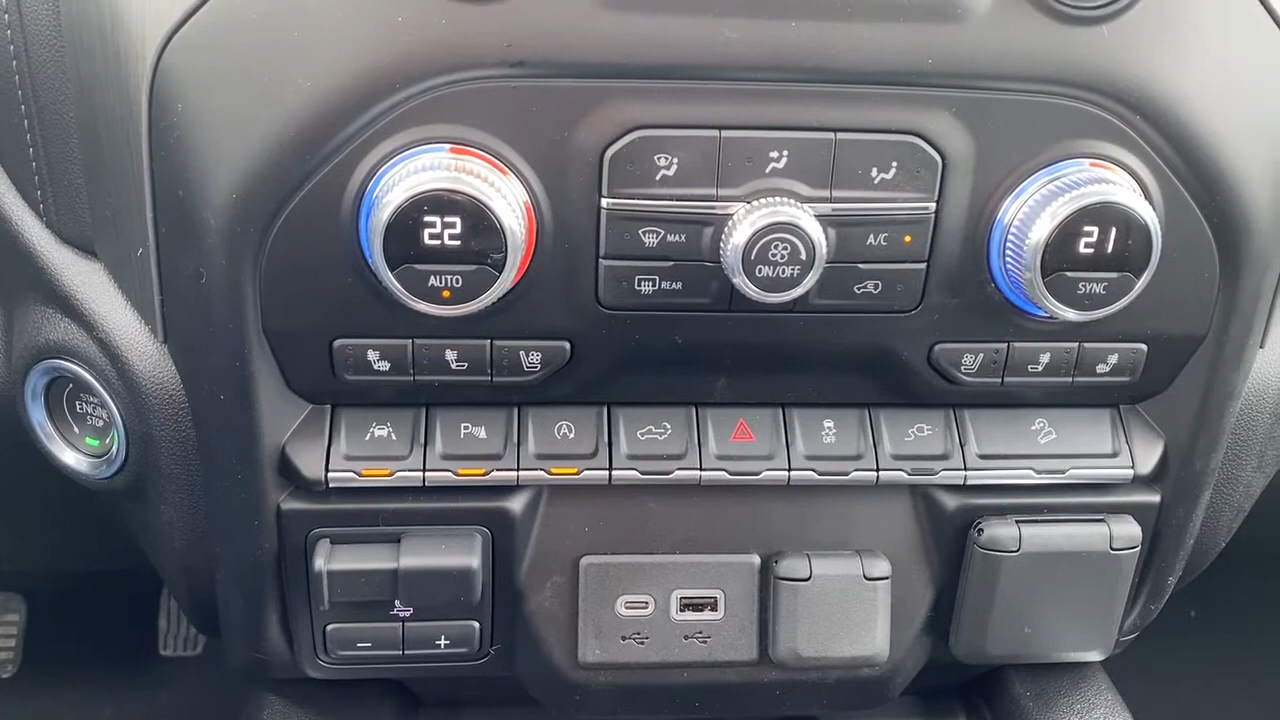 22
AUTO
MAX
REAR
ON/OFF
A/C
21
SYNC
START
ENGINE
STOP
P
A
OFF
−
+